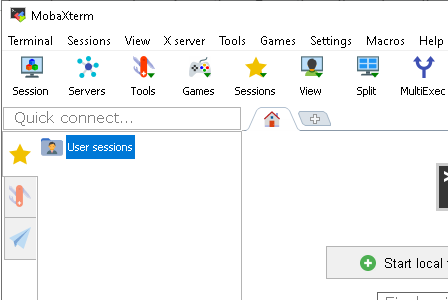 MobaXterm
Terminal Sessions View X server Tools Games Settings Macros Help
Session Servers Tools Games Sessions View Split MultiExec
Quick connect...
User sessions
Start local